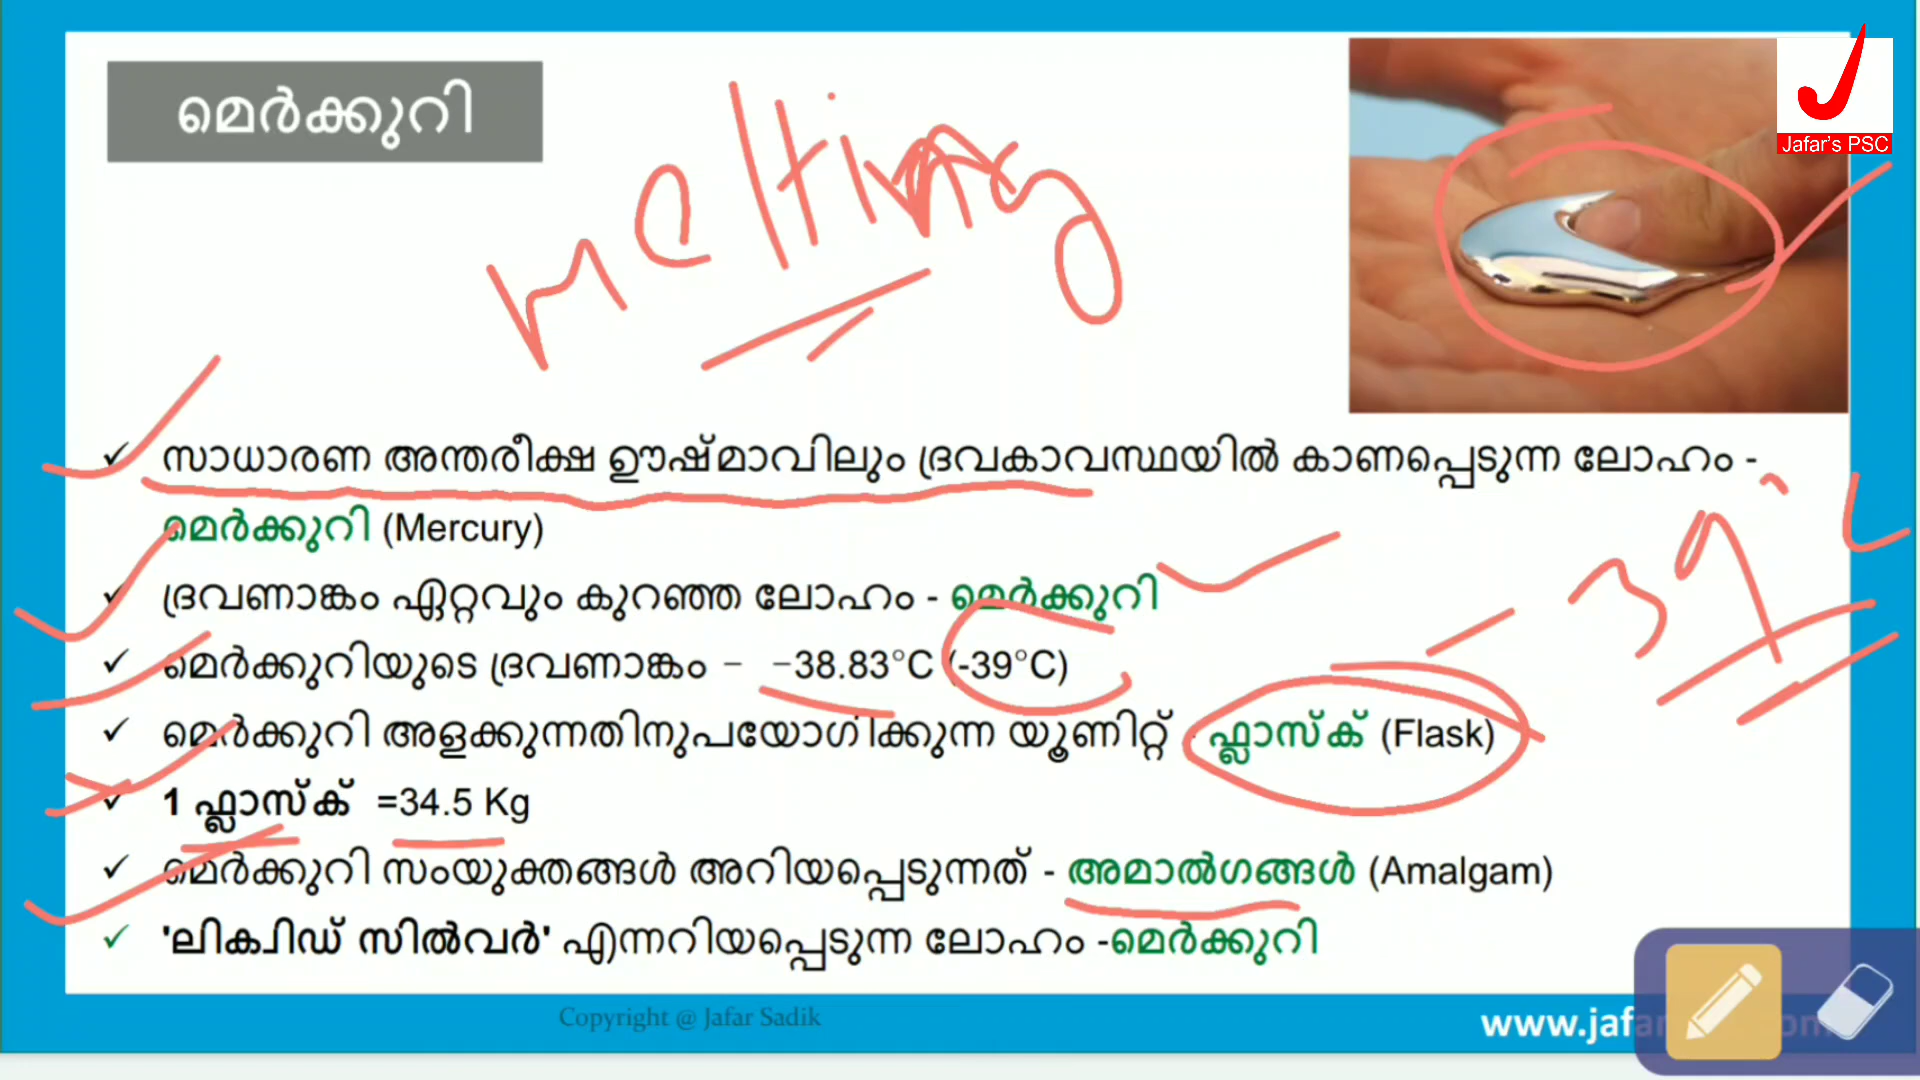 മെർക്കുറി
melting
Jafar's PSC
✓ സാധാരണ അന്തരീക്ഷ ഊഷ്മാവിലും ദ്രവകാവസ്ഥയിൽ കാണപ്പെടുന്ന ലോഹം -
മെർക്കുറി (Mercury)
✓ ദ്രവണാങ്കം ഏറ്റവും കുറഞ്ഞ ലോഹം - മെർക്കുറി
✓ മെർക്കുറിയുടെ ദ്രവണാങ്കം – −38.83°C (-39°C)
- 39°C
✓ മെർക്കുറി അളക്കുന്നതിനുപയോഗിക്കുന്ന യൂണിറ്റ് - ഫ്ലാസ്ക് (Flask)
✓ 1 ഫ്ലാസ്ക് =34.5 Kg
✓ മെർക്കുറി സംയുക്തങ്ങൾ അറിയപ്പെടുന്നത് - അമാൽഗങ്ങൾ (Amalgam)
✓ 'ലിക്വിഡ് സിൽവർ' എന്നറിയപ്പെടുന്ന ലോഹം -മെർക്കുറി
Copyright @ Jafar Sadik